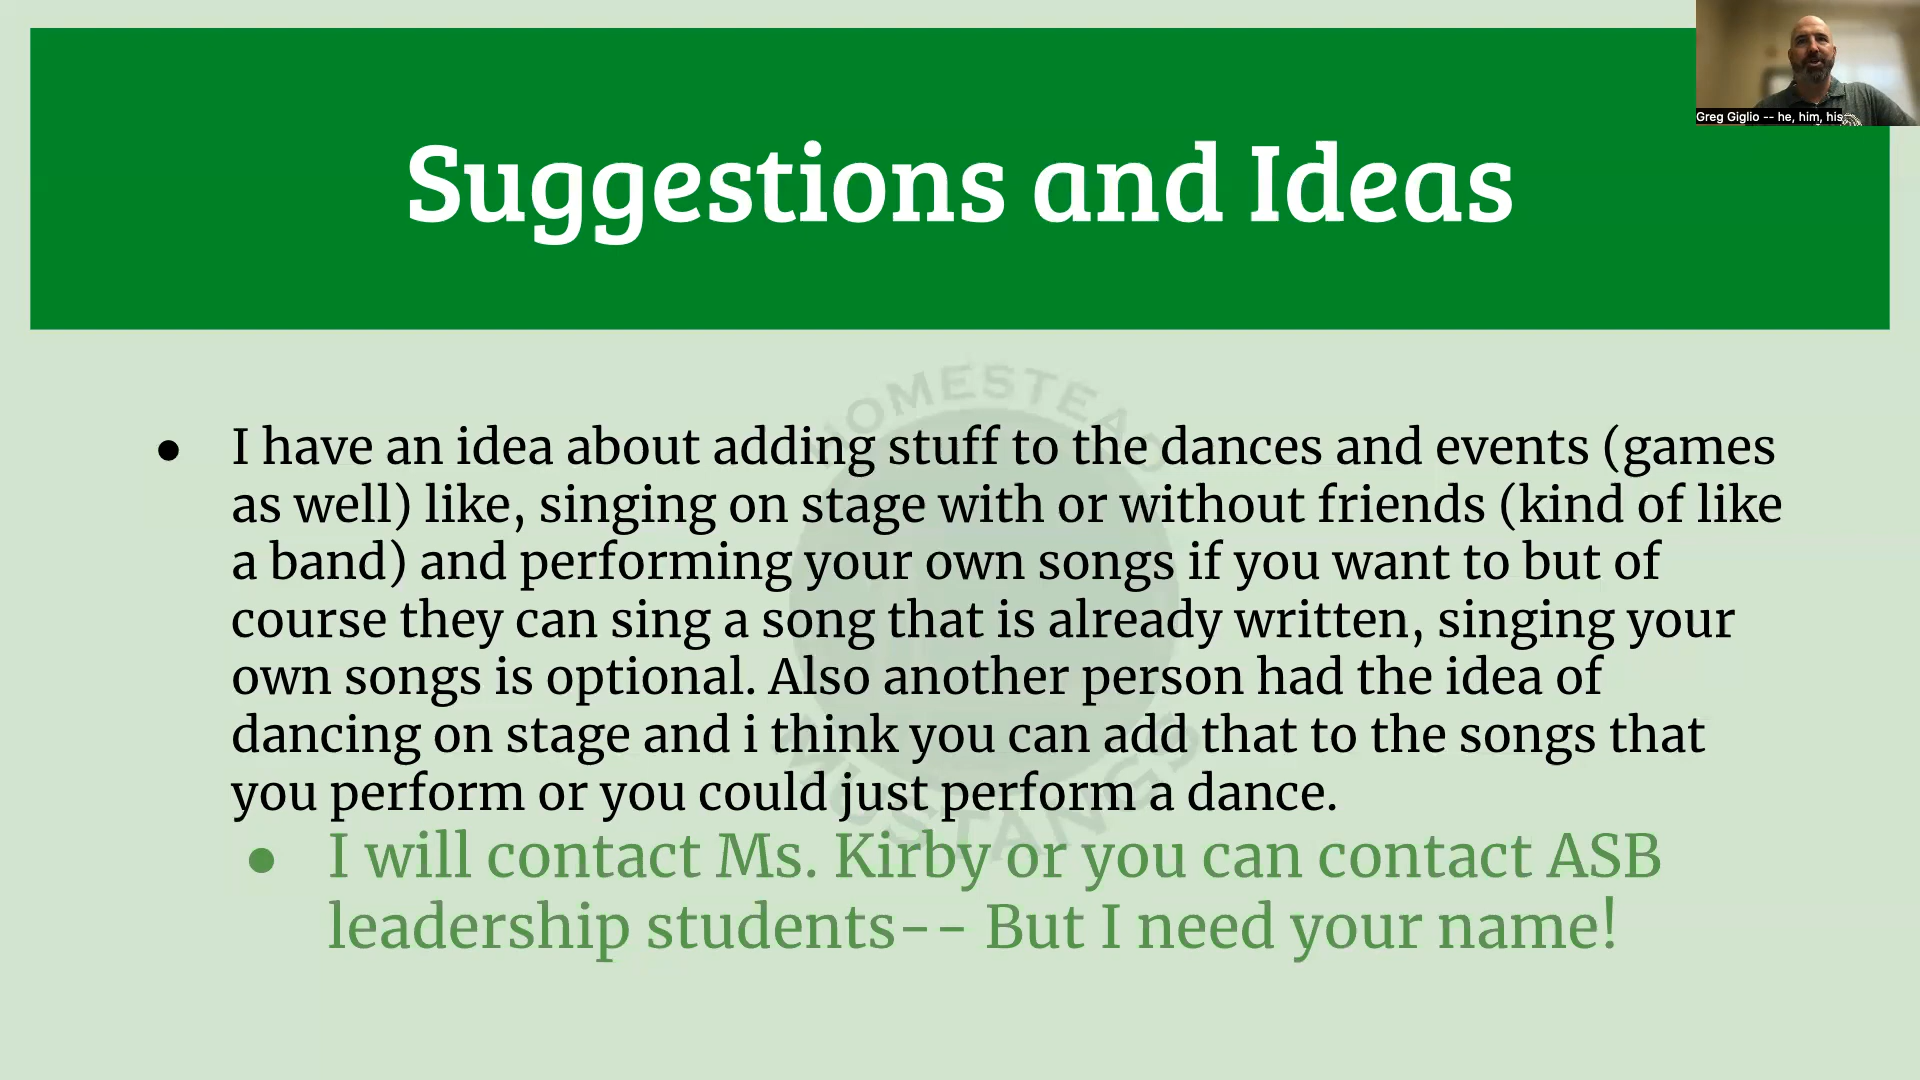 Greg Giglio -- he, him, his
Suggestions and Ideas
HOMESTEAD
● I have an idea about adding stuff to the dances and events (games
as well) like, singing on stage with or without friends (kind of like
a band) and performing your own songs if you want to but of
course they can sing a song that is already written, singing your
own songs is optional. Also another person had the idea of
dancing on stage and i think you can add that to the songs that
you perform or you could just perform a dance.
MUSTANGS
● I will contact Ms. Kirby or you can contact ASB
leadership students-- But I need your name!